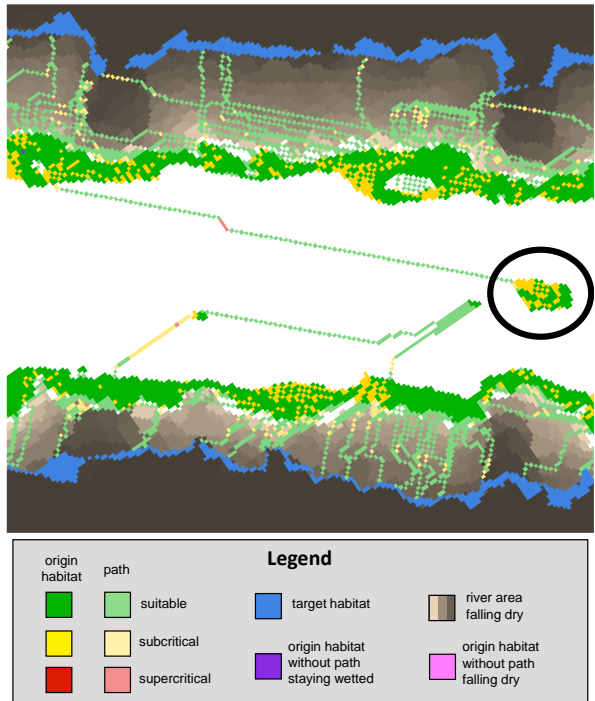 Legend
origin
habitat
path
suitable
subcritical
supercritical
target habitat
origin habitat
without path
staying wetted
river area
falling dry
origin habitat
without path
falling dry